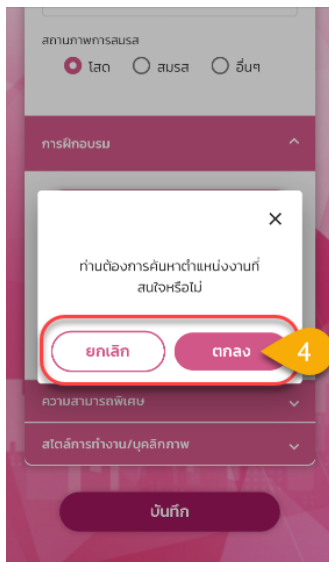 สถานภาพการสมรส
โสด สมรส อื่นๆ
การฝึกอบรม
ท่านต้องการค้นหาตำแหน่งงานที่
สนใจหรือไม่
ยกเลิก ตกลง 4
ความสามารถพิเศษ
สไตล์การทำงาน/บุคลิกภาพ
บันทึก